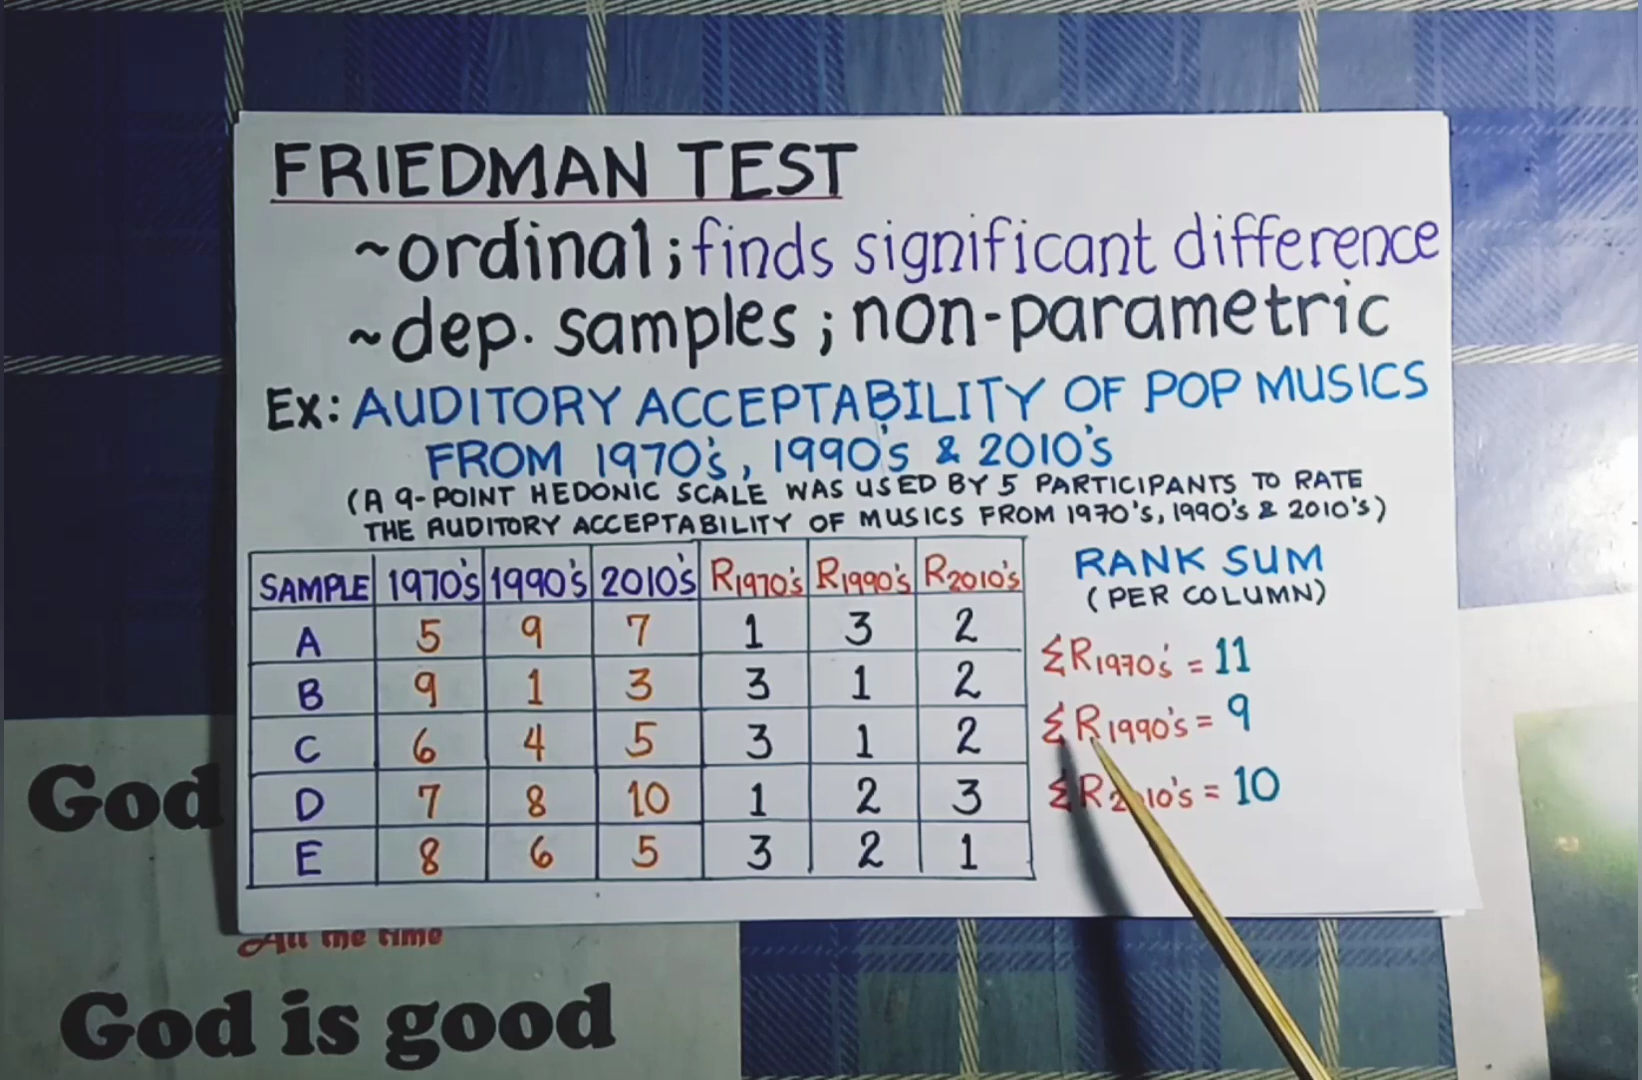 FRIEDMAN TEST
~ordinal; finds significant difference
~dep. samples; non-parametric
Ex: AUDITORY ACCEPTABILITY OF POP MUSICS
FROM 1970's, 1990's & 2010's
(A 9-POINT HEDONIC SCALE WAS USED BY 5 PARTICIPANTS TO RATE
THE AUDITORY ACCEPTABILITY OF MUSICS FROM 1970's, 1990's & 2010's)
SAMPLE 1970's 1990's 2010's R1970's R1990's R2010's
A 5 9 7 1 3 2
B 9 1 3 3 1 2
C 6 4 5 3 1 2
D 7 8 10 1 2 3
E 8 6 5 3 2 1
RANK SUM
(PER COLUMN)
ΣR1970's = 11
ΣR1990's = 9
ΣR2010's = 10
God
All the time
God is good